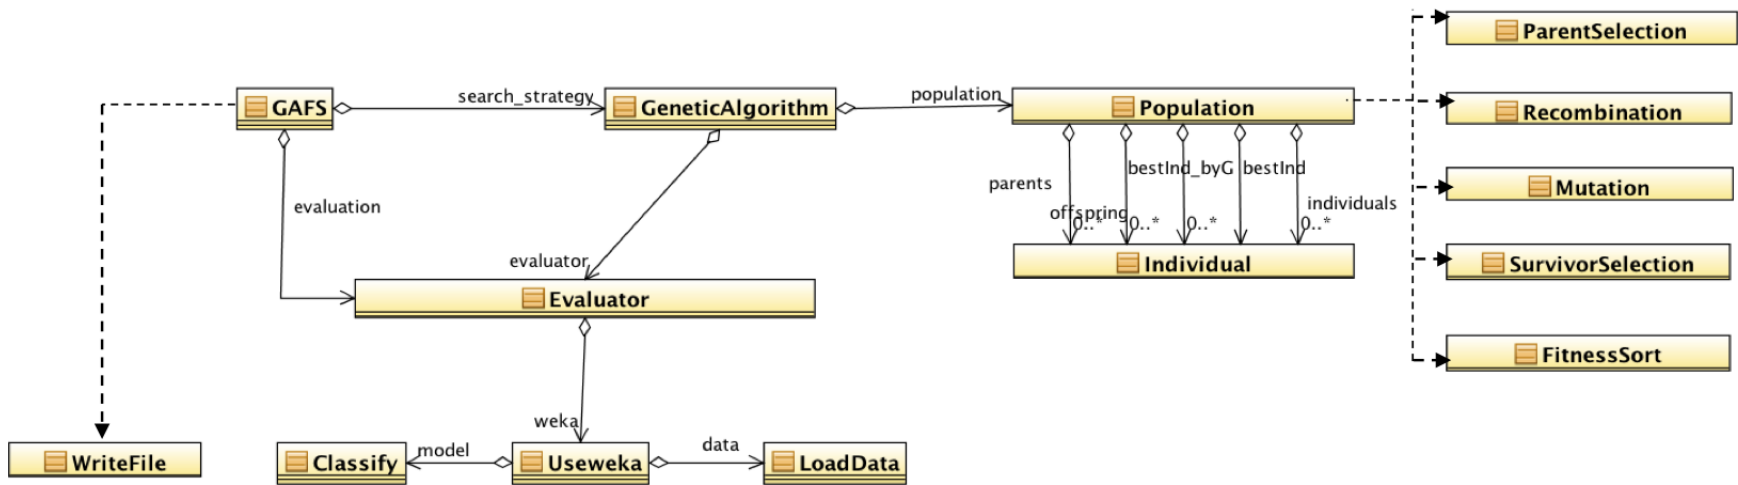 ParentSelection
search_strategy
population
GAFS
GeneticAlgorithm
Population
Recombination
bestInd_byG
bestInd
parents
Mutation
evaluation
individuals
offspring
0..*
0..*
0..*
0..*
evaluator
Individual
SurvivorSelection
Evaluator
FitnessSort
weka
model
data
WriteFile
Classify
Useweka
LoadData